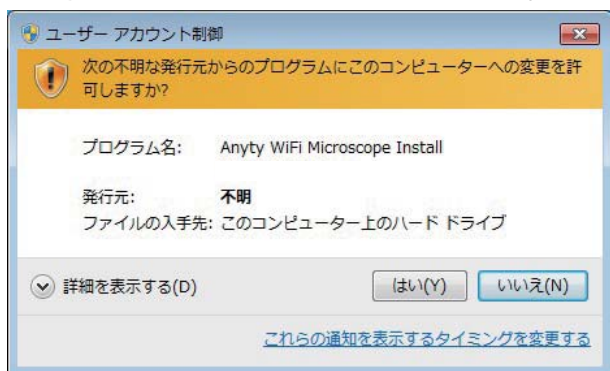 ユーザー アカウント制御
次の不明な発行元からのプログラムにこのコンピューターへの変更を許
可しますか?
プログラム名: Anyty WiFi Microscope Install
発行元: 不明
ファイルの入手先: このコンピューター上のハード ドライブ
詳細を表示する(D) はい(Y) いいえ(N)
これらの通知を表示するタイミングを変更する